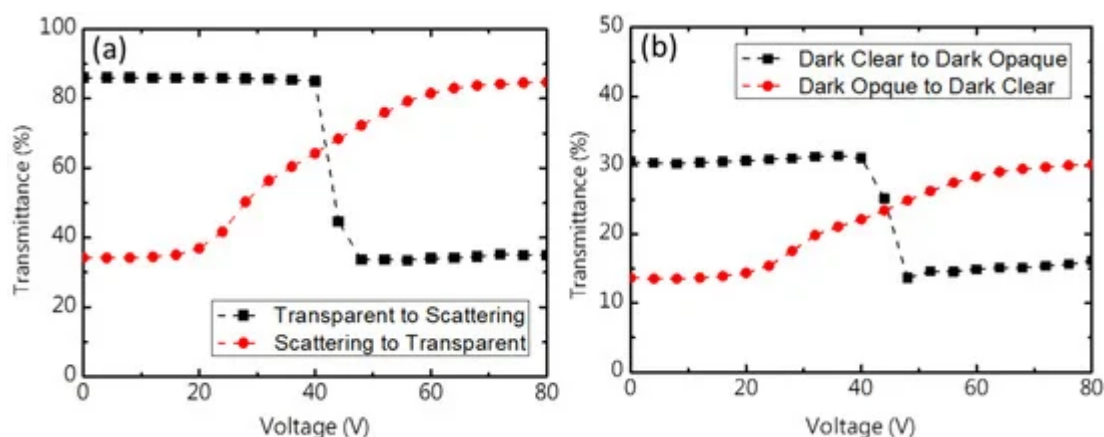 (a)
100
80
60
40
20
0
Transmittance (%)
Transparent to Scattering
Scattering to Transparent
0 20 40 60 80
Voltage (V)
(b)
50
40
30
20
10
0
Transmittance (%)
Dark Clear to Dark Opaque
Dark Opque to Dark Clear
0 20 40 60 80
Voltage (V)